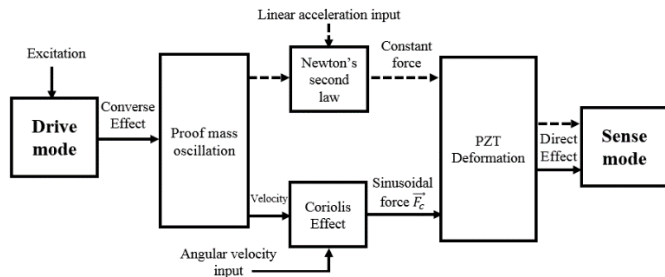 Linear acceleration input
Excitation
Drive
mode
Converse
Effect
Proof mass
oscillation
Newton's
second
law
Constant
force
Velocity
Coriolis
Effect
Angular velocity
input
Sinusoidal
force F⃗c
PZT
Deformation
Direct
Effect
Sense
mode